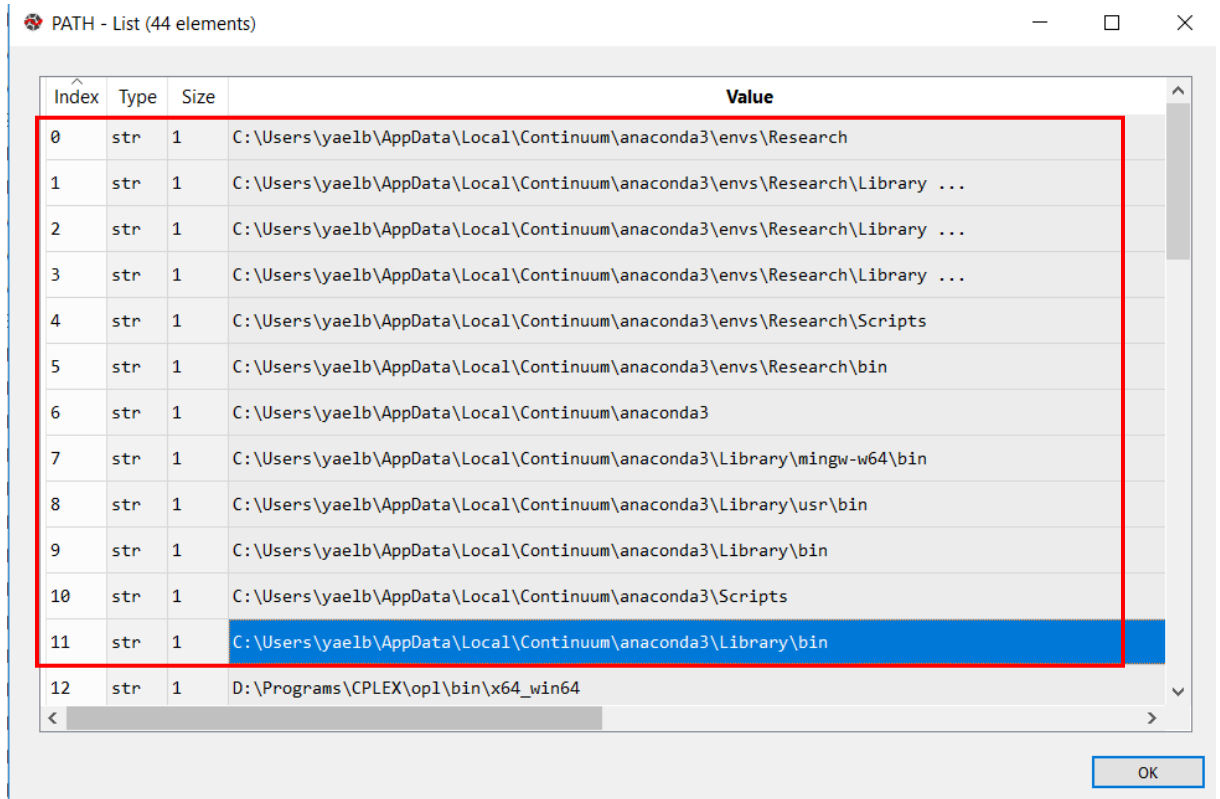 PATH - List (44 elements)
Index Type Size Value
0 str 1 C:\Users\yaelb\AppData\Local\Continuum\anaconda3\envs\Research
1 str 1 C:\Users\yaelb\AppData\Local\Continuum\anaconda3\envs\Research\Library ...
2 str 1 C:\Users\yaelb\AppData\Local\Continuum\anaconda3\envs\Research\Library ...
3 str 1 C:\Users\yaelb\AppData\Local\Continuum\anaconda3\envs\Research\Library ...
4 str 1 C:\Users\yaelb\AppData\Local\Continuum\anaconda3\envs\Research\Scripts
5 str 1 C:\Users\yaelb\AppData\Local\Continuum\anaconda3\envs\Research\bin
6 str 1 C:\Users\yaelb\AppData\Local\Continuum\anaconda3
7 str 1 C:\Users\yaelb\AppData\Local\Continuum\anaconda3\Library\mingw-w64\bin
8 str 1 C:\Users\yaelb\AppData\Local\Continuum\anaconda3\Library\usr\bin
9 str 1 C:\Users\yaelb\AppData\Local\Continuum\anaconda3\Library\bin
10 str 1 C:\Users\yaelb\AppData\Local\Continuum\anaconda3\Scripts
11 str 1 C:\Users\yaelb\AppData\Local\Continuum\anaconda3\Library\bin
12 str 1 D:\Programs\CPLEX\opl\bin\x64_win64
OK